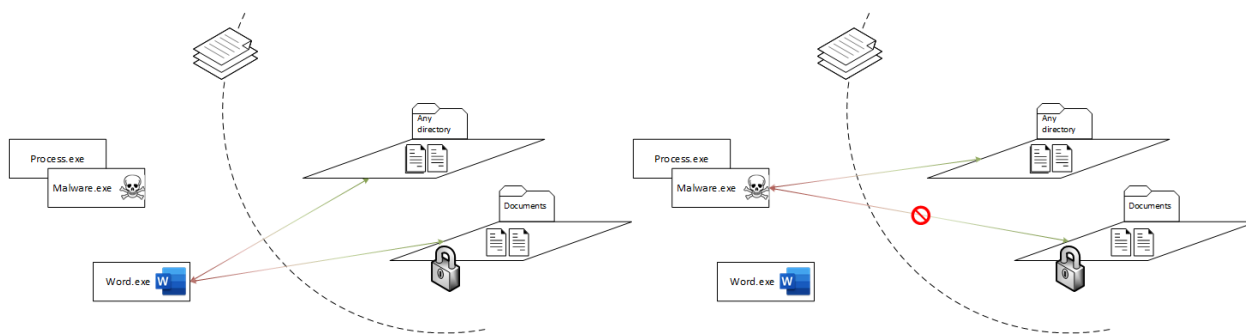 Any
directory
Process.exe
Malware.exe
Documents
Word.exe
W
Any
directory
Process.exe
Malware.exe
Documents
Word.exe
W